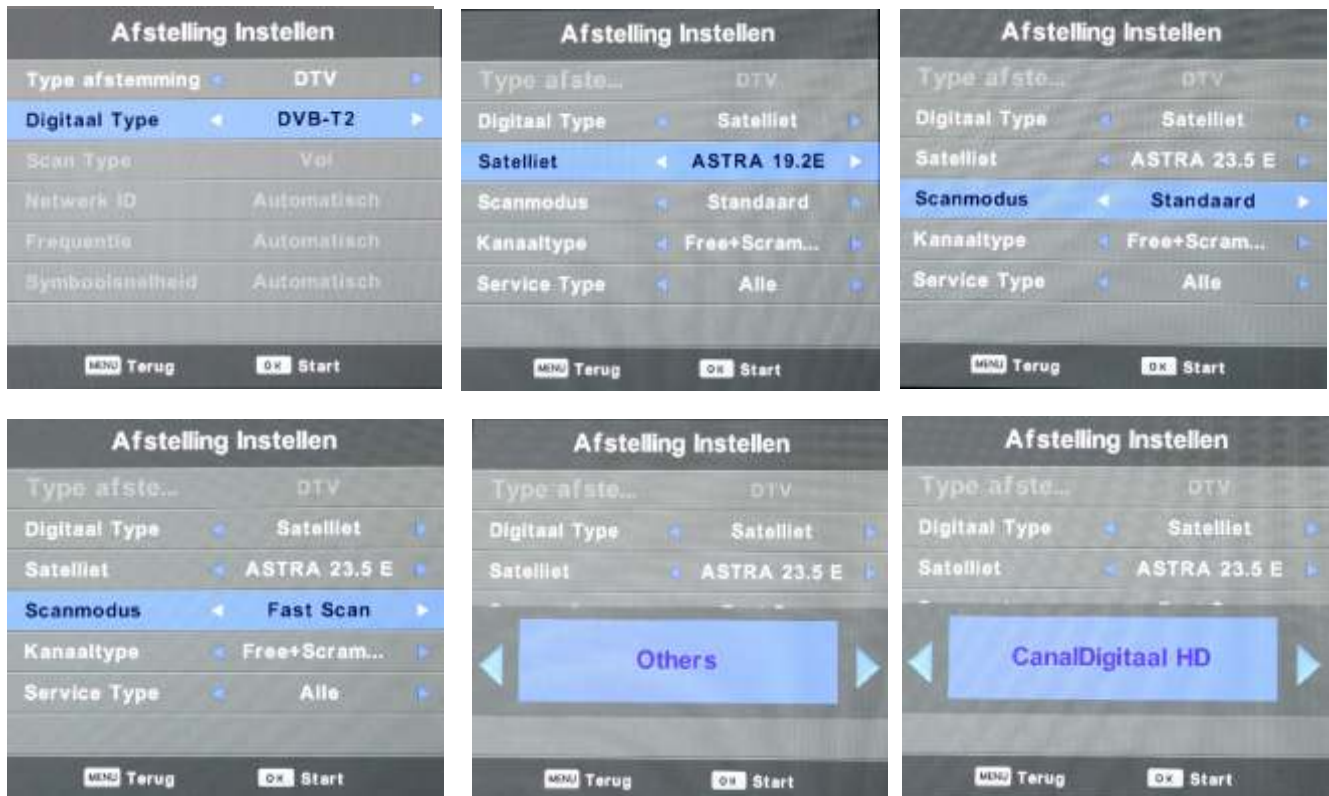 Afstelling Instellen
Type afstemming DTV
Digitaal Type DVB-T2
Scan Type Vol
Netwerk ID Automatisch
Frequentie Automatisch
Symboolsnelheid Automatisch
MENU Terug OK Start
Afstelling Instellen
Type afste... DTV
Digitaal Type Satelliet
Satelliet ASTRA 19.2E
Scanmodus Standaard
Kanaaltype Free+Scram...
Service Type Alle
MENU Terug OK Start
Afstelling Instellen
Type afste... DTV
Digitaal Type Satelliet
Satelliet ASTRA 23.5 E
Scanmodus Standaard
Kanaaltype Free+Scram...
Service Type Alle
MENU Terug OK Start
Afstelling Instellen
Type afste... DTV
Digitaal Type Satelliet
Satelliet ASTRA 23.5 E
Scanmodus Fast Scan
Kanaaltype Free+Scram...
Service Type Alle
MENU Terug OK Start
Afstelling Instellen
Type afste... DTV
Digitaal Type Satelliet
Satelliet ASTRA 23.5 E
Others
MENU Terug OK Start
Afstelling Instellen
Type afste... DTV
Digitaal Type Satelliet
Satelliet ASTRA 23.5 E
CanalDigitaal HD
MENU Terug OK Start